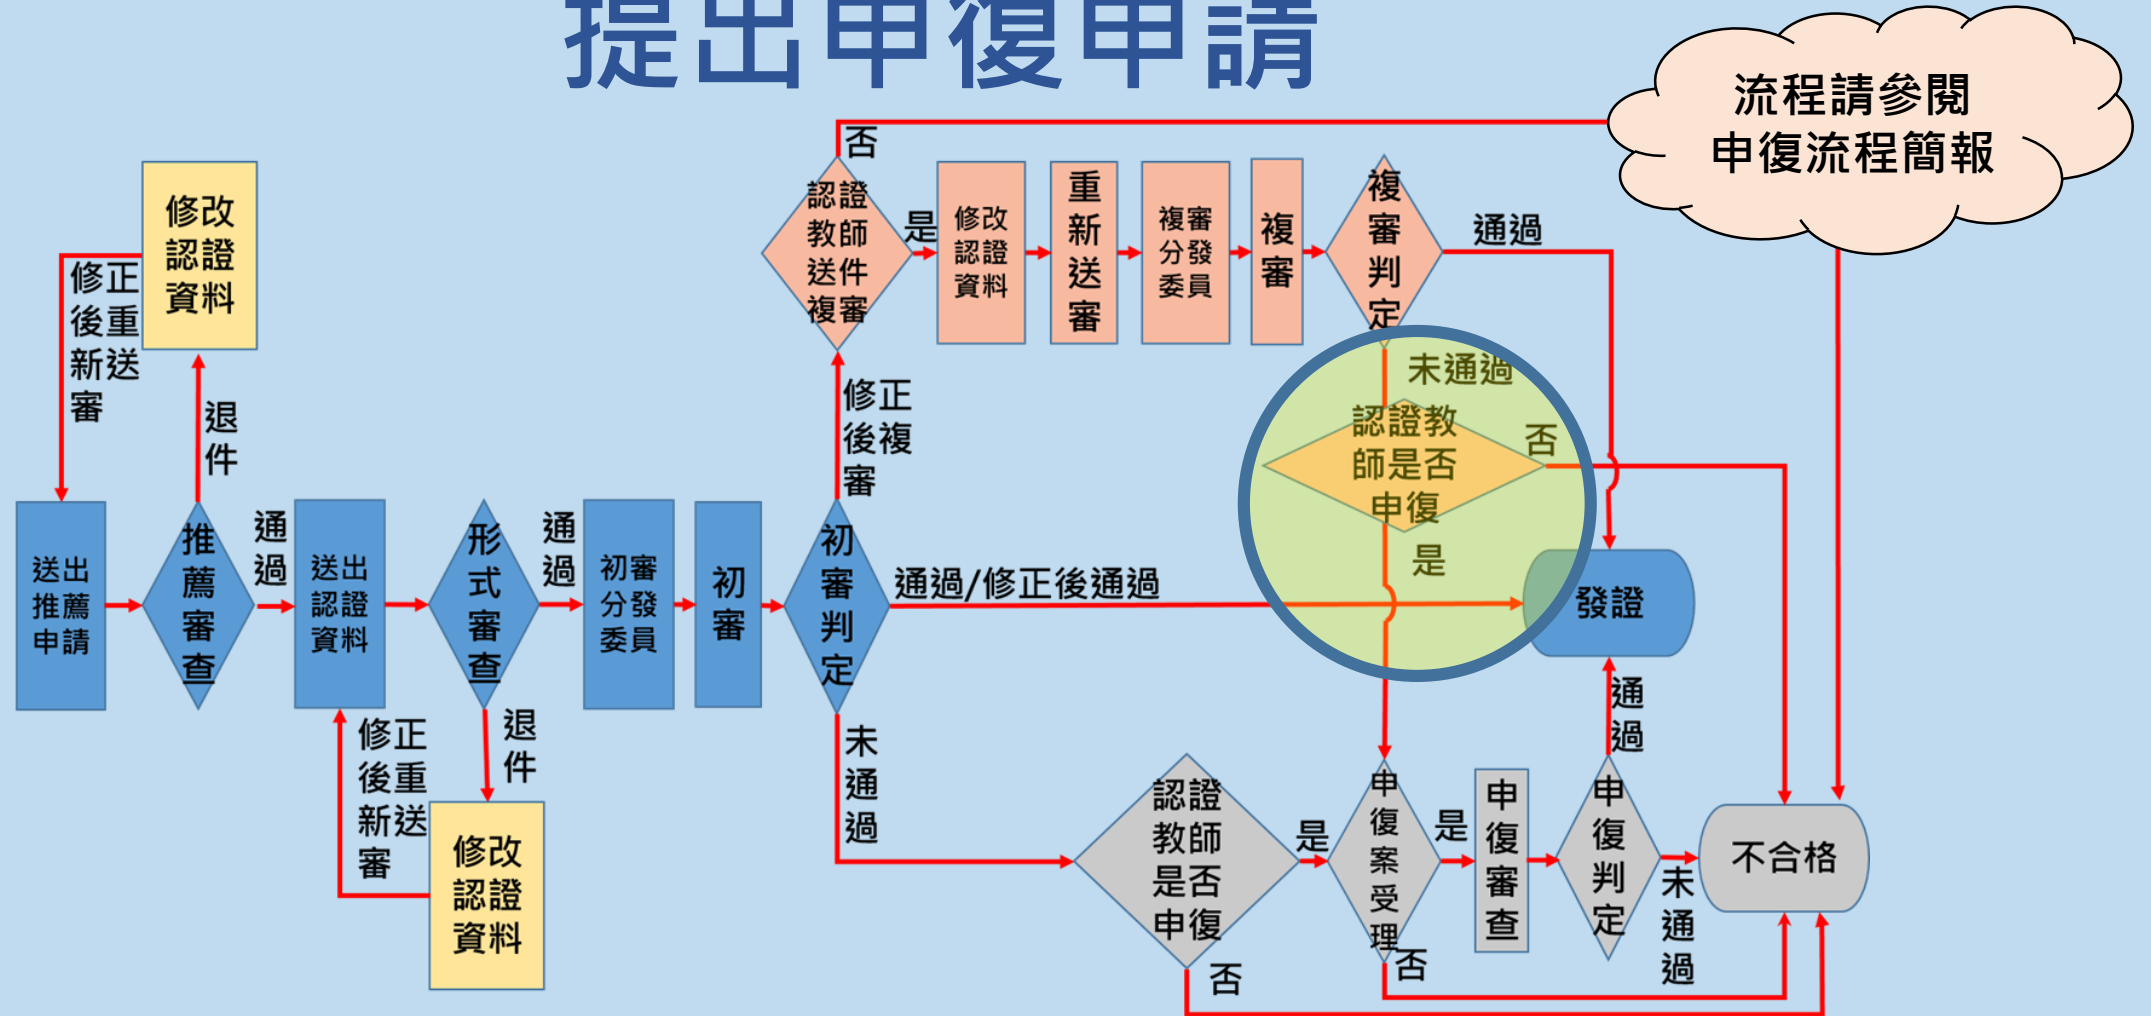 提出申復申請
流程請參閱
申復流程簡報
否
認證
教師
送件
複審
是
修改
認證
資料
重
新
送
審
複審
分發
委員
複
審
複
審
判
定
通過
修改
認證
資料
修正
後重
新送
審
退
件
修正
後複
審
未通過
認證教
師是否
申復
否
是
送出
推薦
申請
推
薦
審
查
通
過
送出
認證
資料
形
式
審
查
通
過
初審
分發
委員
初
審
初
審
判
定
通過/修正後通過
發證
修正
後重
新送
審
退
件
修改
認證
資料
未
通
過
認證
教師
是否
申復
是
否
申
復
案
受
理
是
否
申
復
審
查
申
復
判
定
通
過
未
通
過
不合格